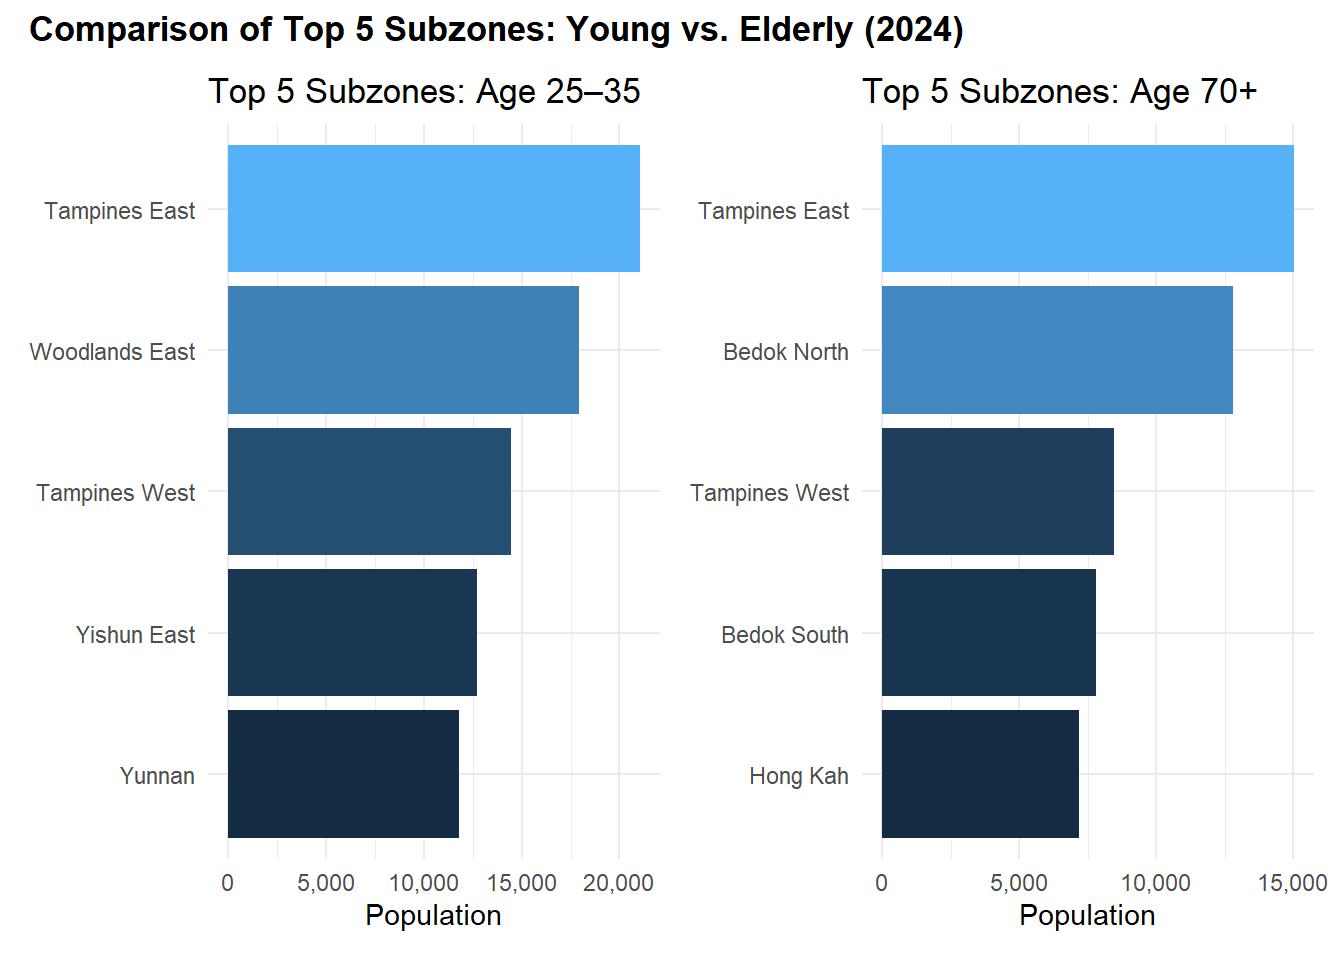 Comparison of Top 5 Subzones: Young vs. Elderly (2024)
Top 5 Subzones: Age 25–35
Tampines East
Woodlands East
Tampines West
Yishun East
Yunnan
0 5,000 10,000 15,000 20,000
Population
Top 5 Subzones: Age 70+
Tampines East
Bedok North
Tampines West
Bedok South
Hong Kah
0 5,000 10,000 15,000
Population